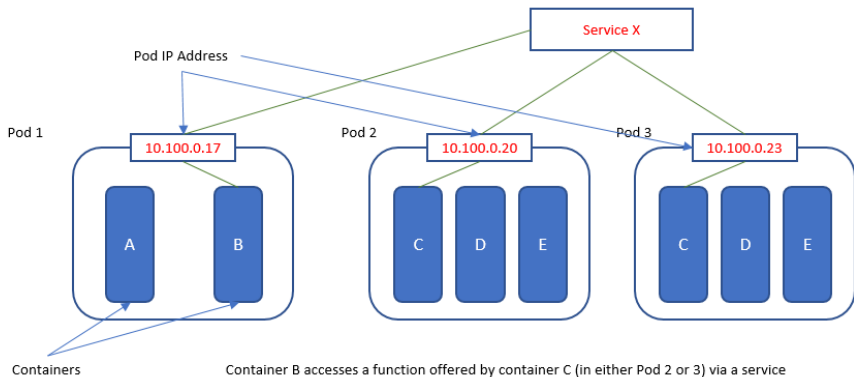 Service X
Pod IP Address
Pod 1
Pod 2
Pod 3
10.100.0.17
10.100.0.20
10.100.0.23
A
B
C
D
E
C
D
E
Containers
Container B accesses a function offered by container C (in either Pod 2 or 3) via a service